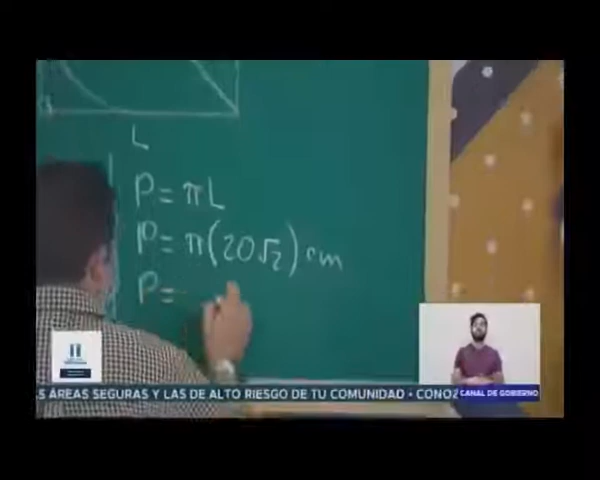 L
P = πL
P = π(20√2) cm
P =
S ÁREAS SEGURAS Y LAS DE ALTO RIESGO DE TU COMUNIDAD • CONOZ
CANAL DE GOBIERNO